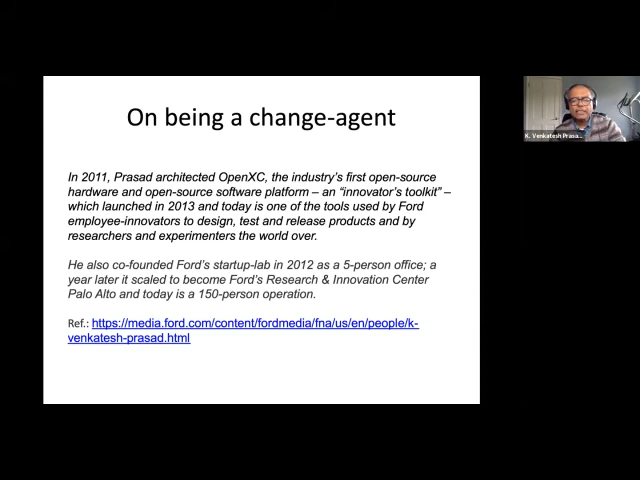 On being a change-agent
In 2011, Prasad architected OpenXC, the industry's first open-source
hardware and open-source software platform – an "innovator's toolkit" –
which launched in 2013 and today is one of the tools used by Ford
employee-innovators to design, test and release products and by
researchers and experimenters the world over.
He also co-founded Ford's startup-lab in 2012 as a 5-person office; a
year later it scaled to become Ford's Research & Innovation Center
Palo Alto and today is a 150-person operation.
Ref.: https://media.ford.com/content/fordmedia/fna/us/en/people/k-
venkatesh-prasad.html
K. Venkatesh Prasa...